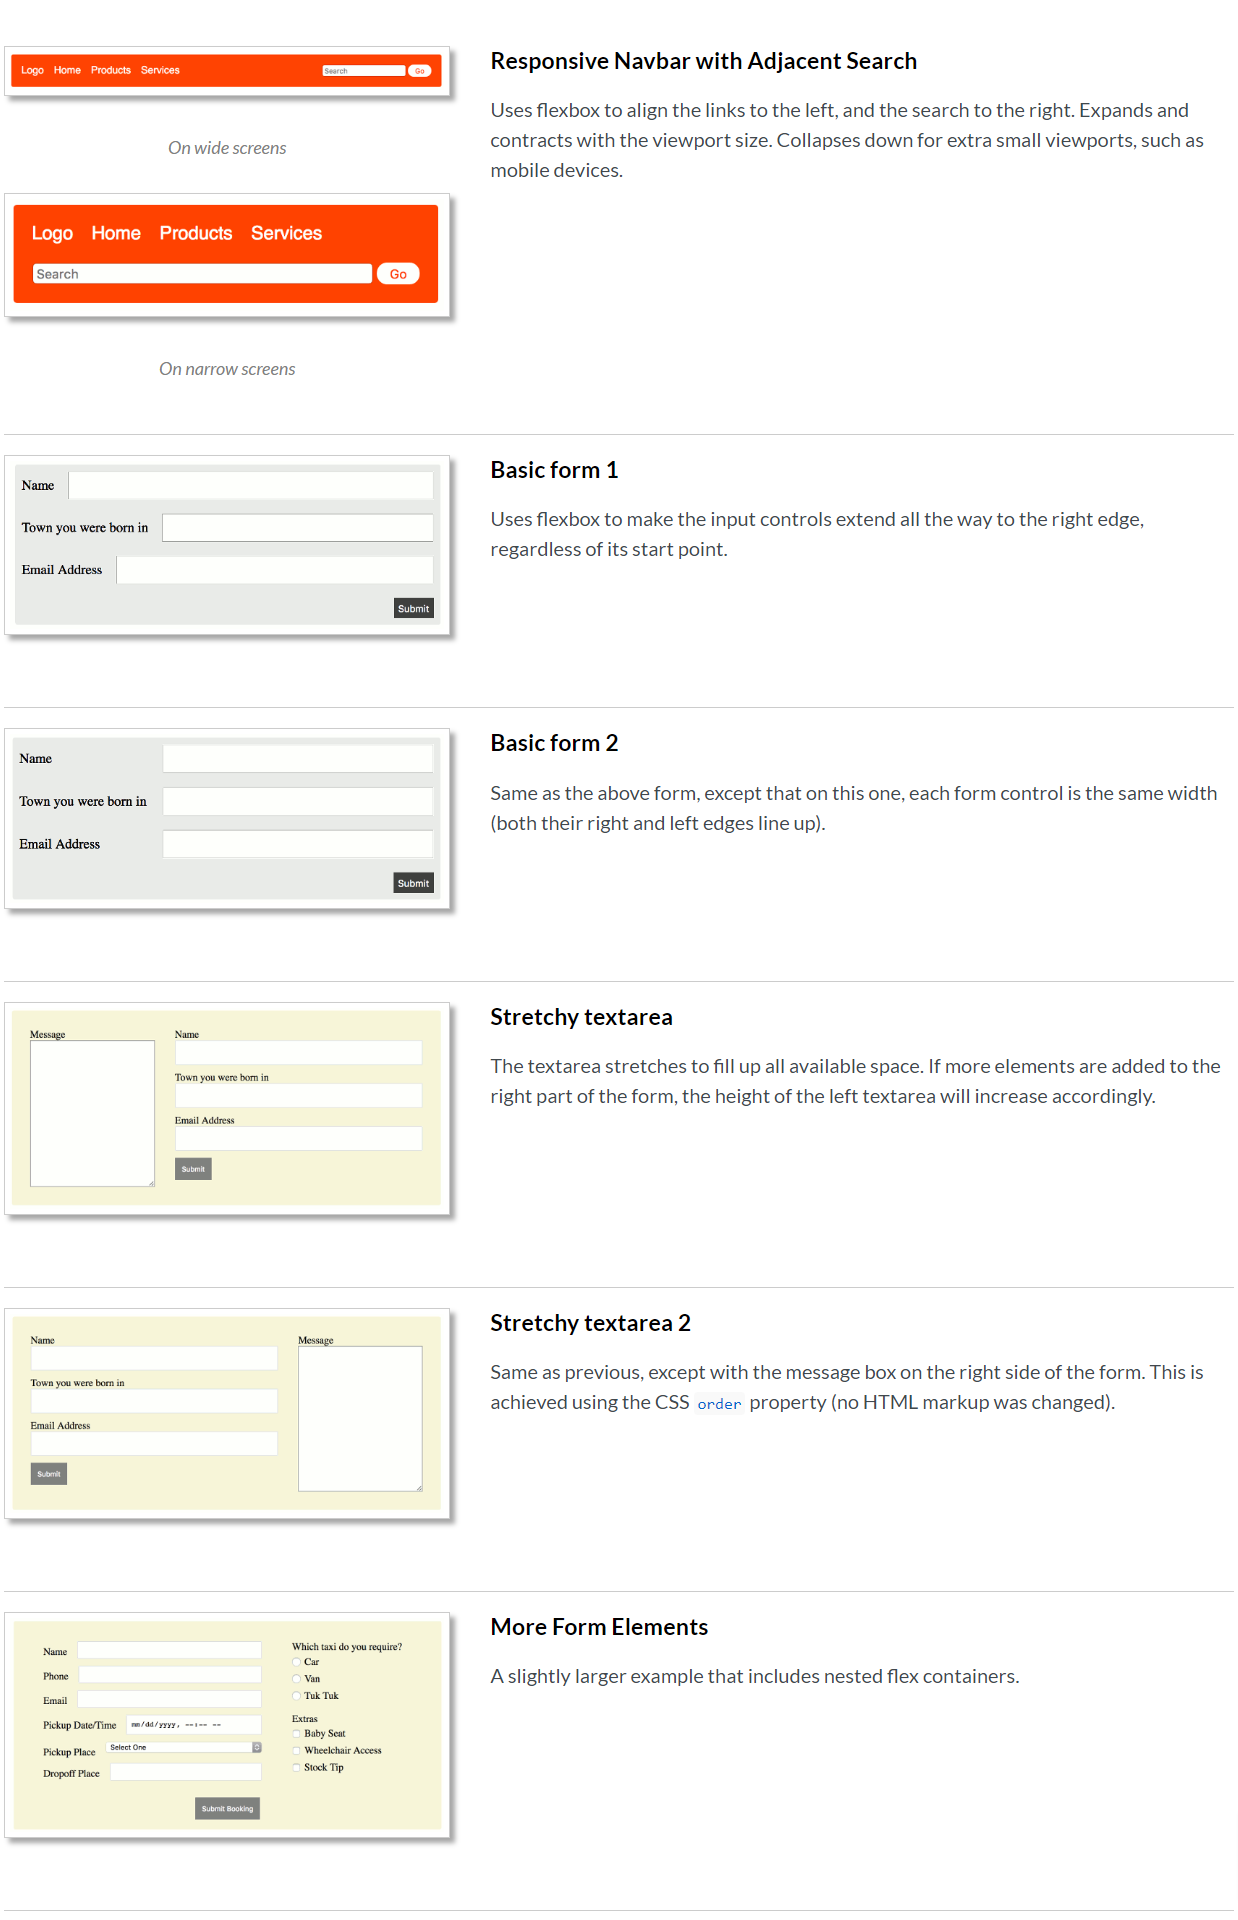 Logo Home Products Services Search Go
On wide screens
Logo Home Products Services
Search Go
On narrow screens
Responsive Navbar with Adjacent Search
Uses flexbox to align the links to the left, and the search to the right. Expands and
contracts with the viewport size. Collapses down for extra small viewports, such as
mobile devices.
Name
Town you were born in
Email Address
Submit
Basic form 1
Uses flexbox to make the input controls extend all the way to the right edge,
regardless of its start point.
Name
Town you were born in
Email Address
Submit
Basic form 2
Same as the above form, except that on this one, each form control is the same width
(both their right and left edges line up).
Message
Name
Town you were born in
Email Address
Submit
Stretchy textarea
The textarea stretches to fill up all available space. If more elements are added to the
right part of the form, the height of the left textarea will increase accordingly.
Name
Town you were born in
Email Address
Submit
Message
Stretchy textarea 2
Same as previous, except with the message box on the right side of the form. This is
achieved using the CSS order property (no HTML markup was changed).
Name
Phone
Email
Pickup Date/Time mm/dd/yyyy, --:-- --
Pickup Place Select One
Dropoff Place
Submit Booking
Which taxi do you require?
Car
Van
Tuk Tuk
Extras
Baby Seat
Wheelchair Access
Stock Tip
More Form Elements
A slightly larger example that includes nested flex containers.